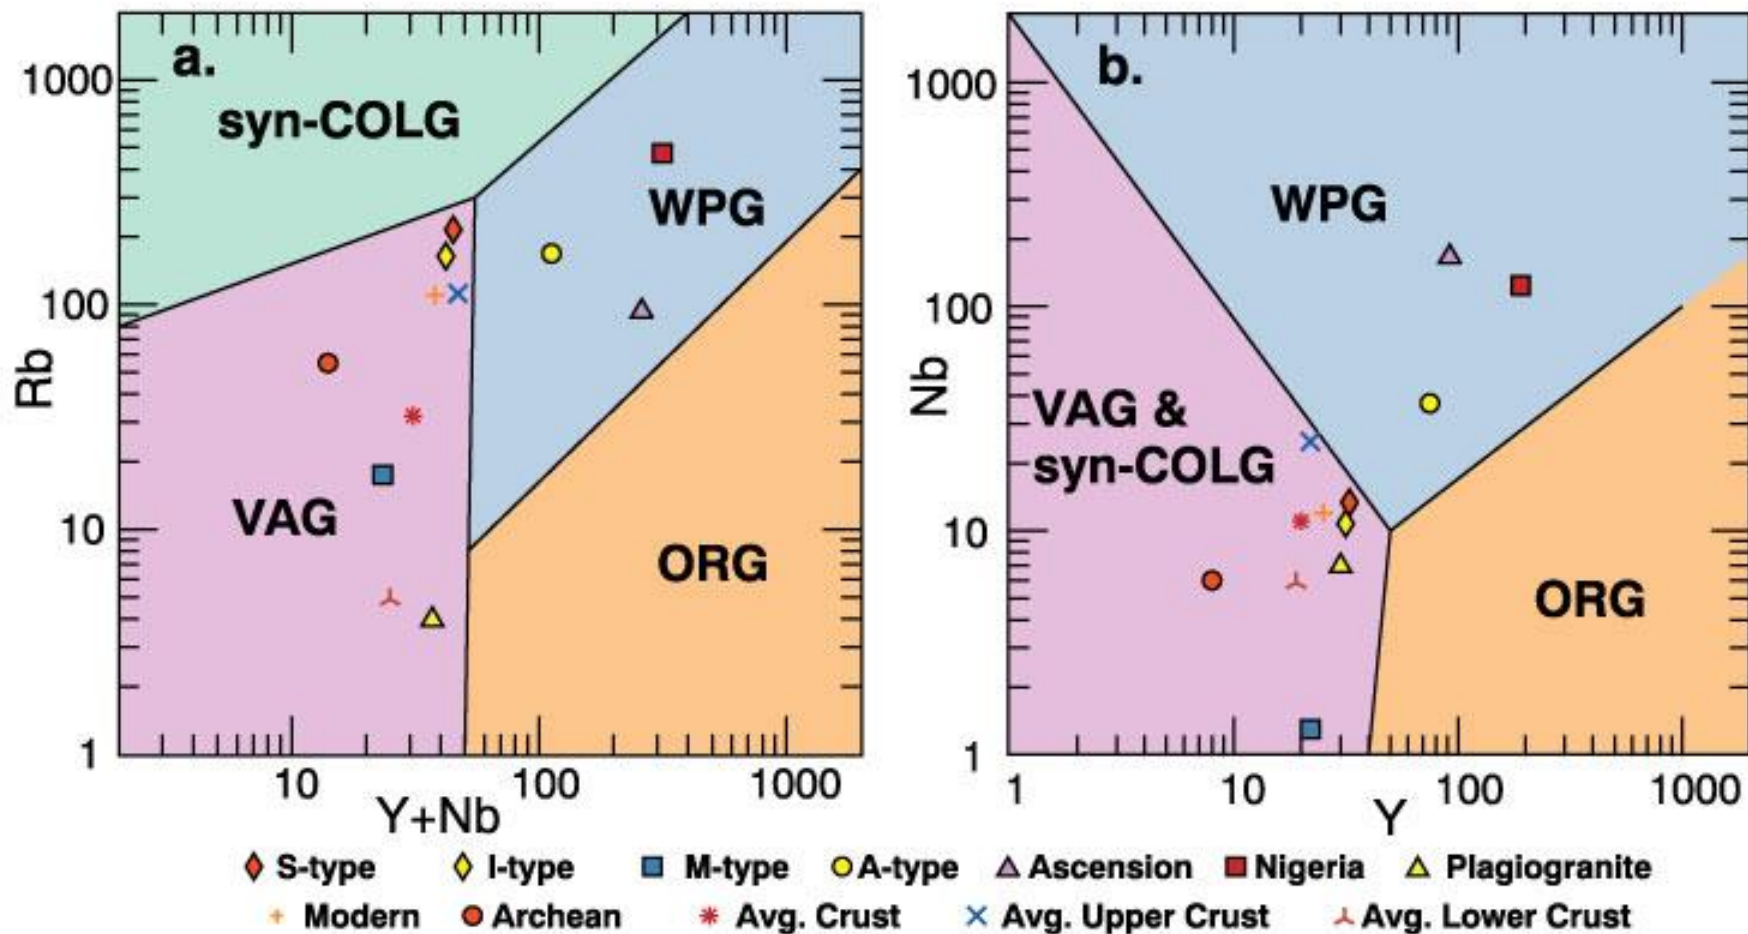 a.
syn-COLG
WPG
VAG
ORG
1000
100
10
1
Rb
10 100 1000
Y+Nb
b.
WPG
VAG &
syn-COLG
ORG
1000
100
10
1
Nb
1 10 100 1000
Y
S-type I-type M-type A-type Ascension Nigeria Plagiogranite
Modern Archean Avg. Crust Avg. Upper Crust Avg. Lower Crust